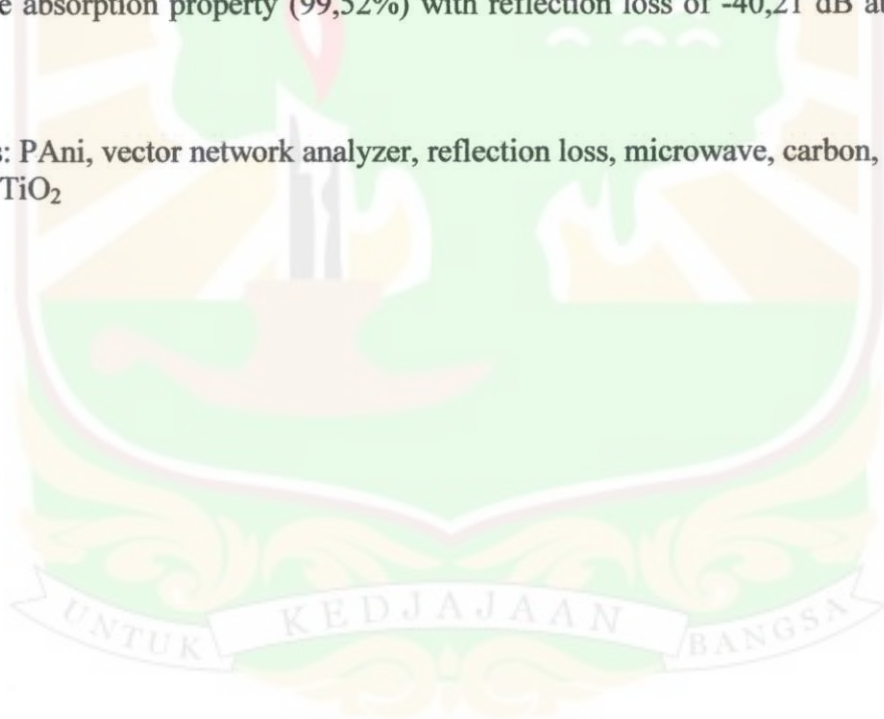 e absorption property (99,52%) with reflection loss of -40,21 dB at
s: PAni, vector network analyzer, reflection loss, microwave, carbon,
TiO₂
UNTUK KEDJAJAAN BANGSA